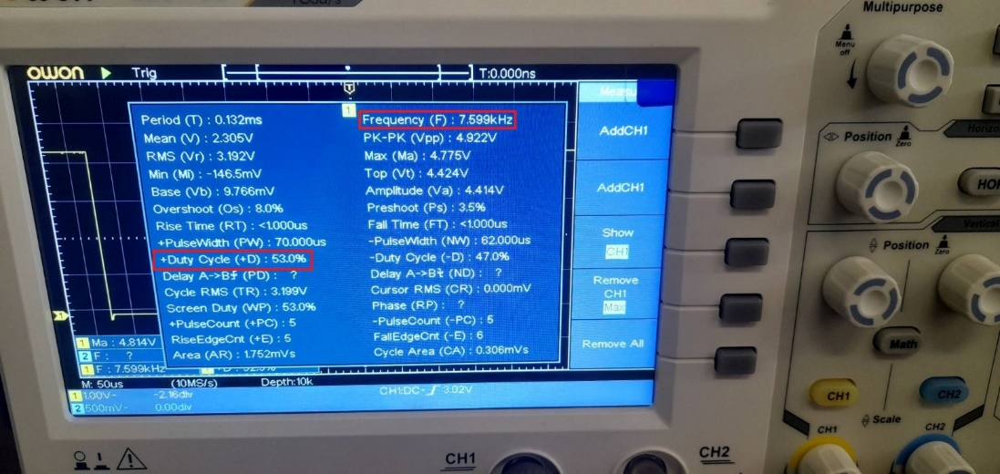 Multipurpose
Menu
off
OWON Trig T:0.000ns
T
1
Period (T) : 0.132ms Frequency (F) : 7.599kHz
Mean (V) : 2.305V PK-PK (Vpp) : 4.922V
RMS (Vr) : 3.192V Max (Ma) : 4.775V
Min (Mi) : -146.5mV Top (Vt) : 4.424V
Base (Vb) : 9.766mV Amplitude (Va) : 4.414V
Overshoot (Os) : 8.0% Preshoot (Ps) : 3.5%
Rise Time (RT) : <1.000us Fall Time (FT) : <1.000us
+PulseWidth (PW) : 70.000us -PulseWidth (NW) : 62.000us
+Duty Cycle (+D) : 53.0% -Duty Cycle (-D) : 47.0%
Delay A->B (PD) : ? Delay A->B (ND) : ?
Cycle RMS (TR) : 3.199V Cursor RMS (CR) : 0.000mV
Screen Duty (WP) : 53.0% Phase (RP) : ?
+PulseCount (+PC) : 5 -PulseCount (-PC) : 5
RiseEdgeCnt (+E) : 5 FallEdgeCnt (-E) : 6
Area (AR) : 1.752mVs Cycle Area (CA) : 0.306mVs
AddCH1
AddCH1
Show
CH1
Remove
CH1
Max
Remove All
1 Ma : 4.814V
2 F : ?
1 F : 7.599kHz
M: 50us (10MS/s) Depth:10k
1 1.00V- -2.16div CH1:DC- 3.02V
2 500mV- 0.00div
Position Zero
Position
Math
CH1 CH2
Scale
CH1 CH2
CH1 CH2